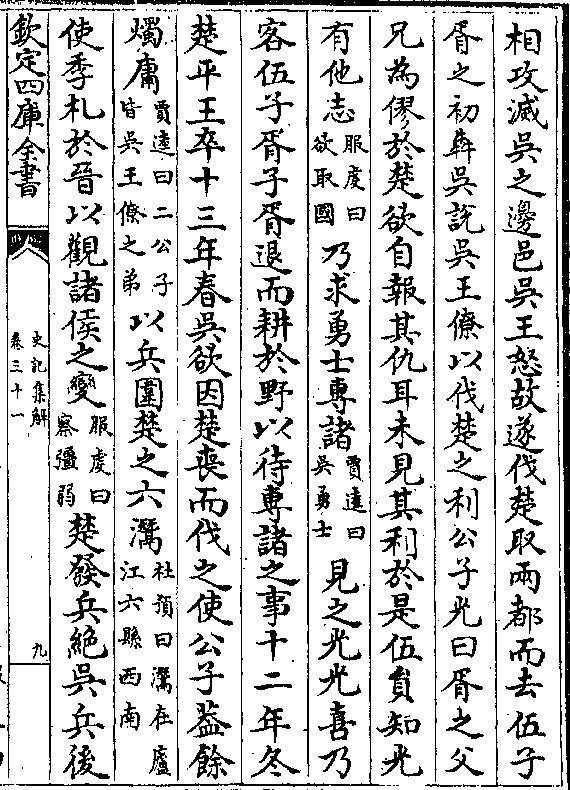 相攻滅吳之邊邑吳王怒故遂伐楚取兩都而去伍子
胥之初奔吳說吳王僚以伐楚之利公子光曰胥之父
兄為僇於楚欲自報其仇耳未見其利於是伍員知光
有他志服虔曰欲取國乃求勇士專諸賈逵曰吳勇士見之光光喜乃
客伍子胥子胥退而耕於野以待專諸之事十二年冬
楚平王卒十三年春吳欲因楚喪而伐之使公子蓋餘
燭庸賈逵曰二公子皆吳王僚之弟以兵圍楚之六灊杜預曰灊在廬江六縣西南
使季札於晉以觀諸侯之變服虔曰察彊弱楚發兵絕吳兵後
欽定四庫全書
史記集解
卷三十一
九